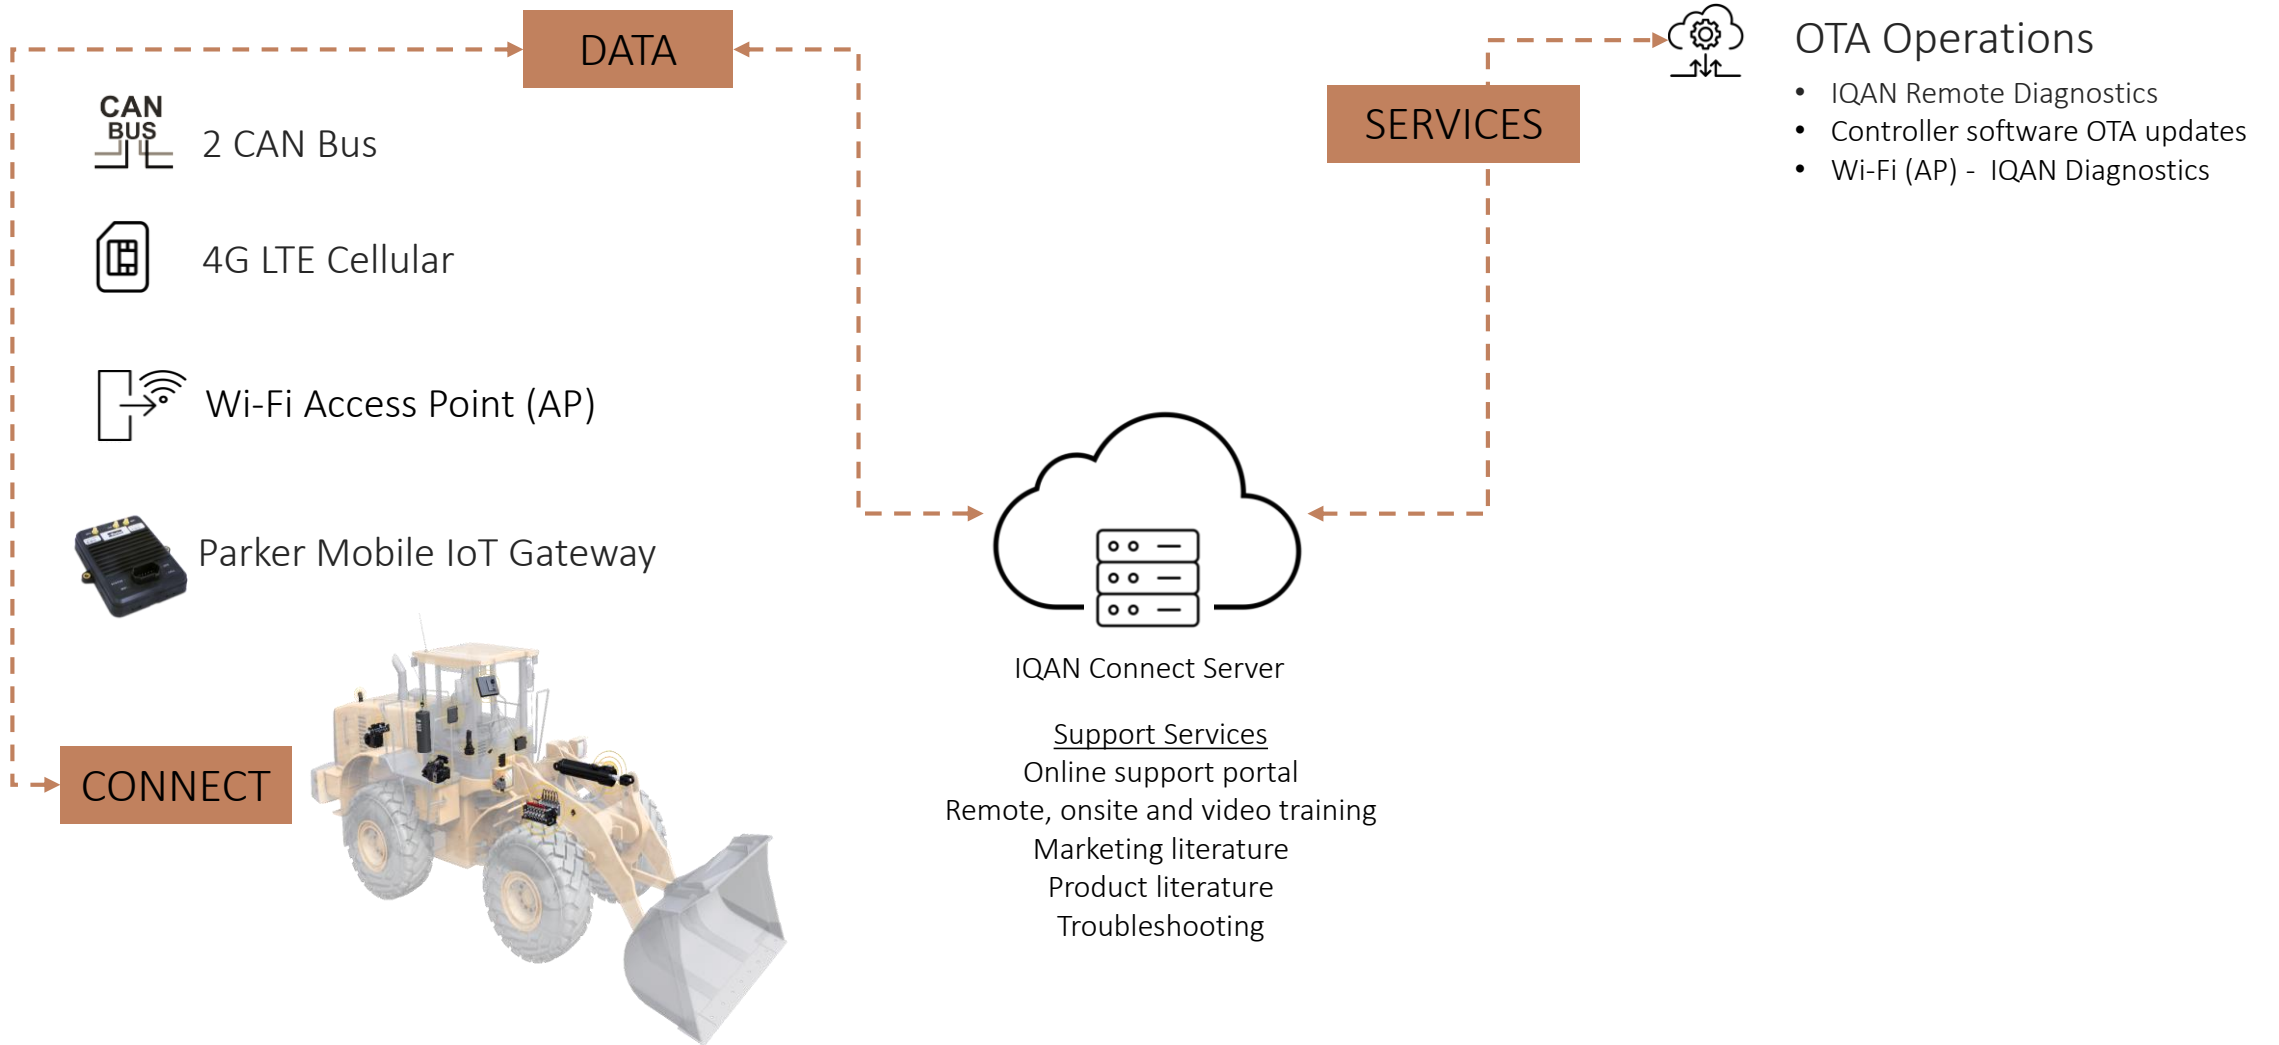 DATA
CAN
BUS
2 CAN Bus
4G LTE Cellular
Wi-Fi Access Point (AP)
Parker Mobile IoT Gateway
CONNECT
IQAN Connect Server
Support Services
Online support portal
Remote, onsite and video training
Marketing literature
Product literature
Troubleshooting
SERVICES
OTA Operations
• IQAN Remote Diagnostics
• Controller software OTA updates
• Wi-Fi (AP) - IQAN Diagnostics